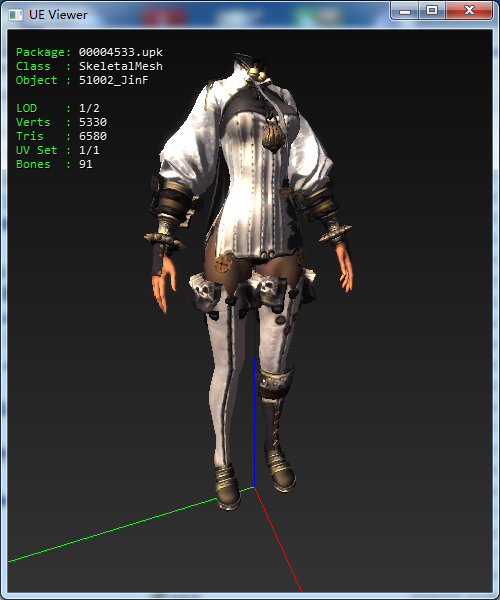 UE Viewer
Package: 00004533.upk
Class : SkeletalMesh
Object : 51002_JinF
LOD : 1/2
Verts : 5330
Tris : 6580
UV Set : 1/1
Bones : 91